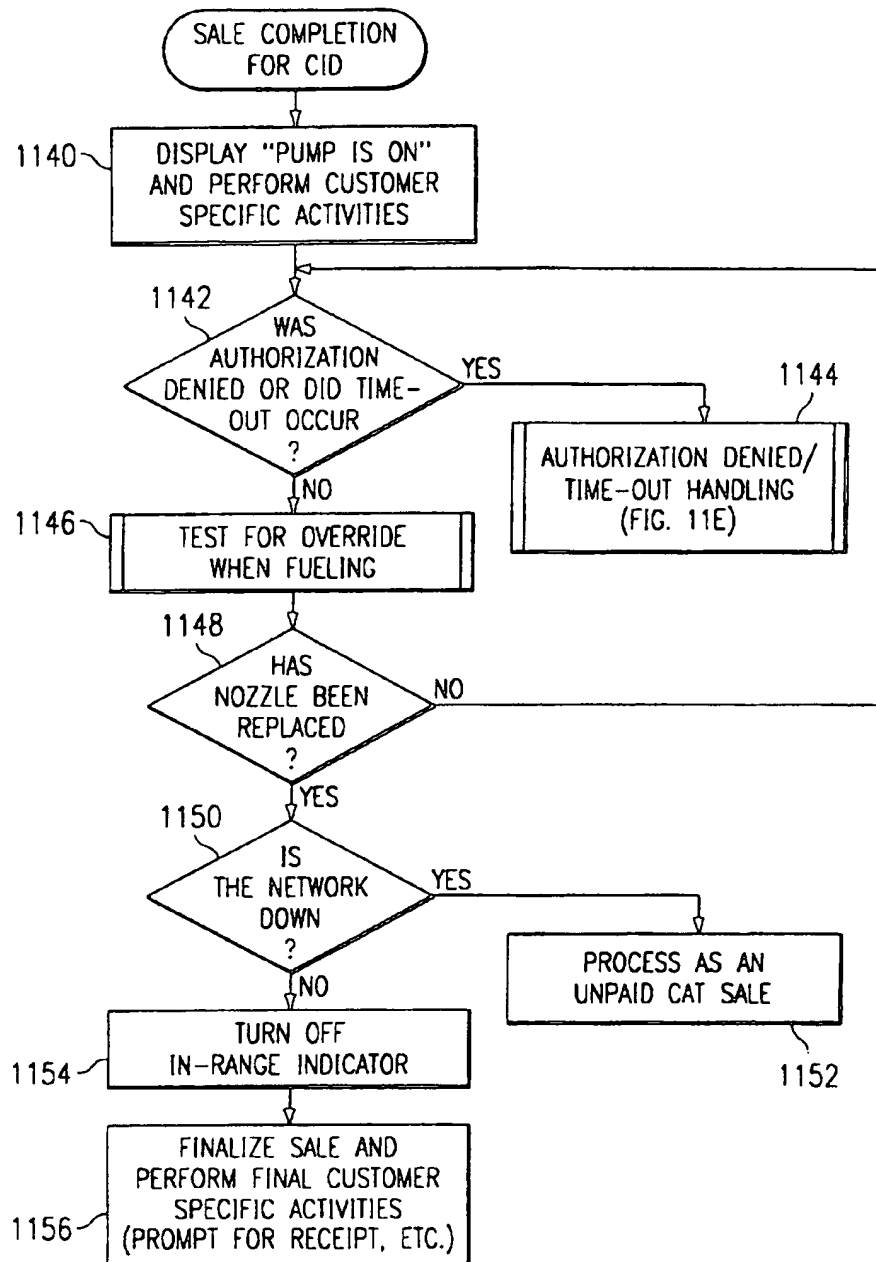 SALE COMPLETION
FOR CID
1140
DISPLAY "PUMP IS ON"
AND PERFORM CUSTOMER
SPECIFIC ACTIVITIES
1142
WAS
AUTHORIZATION
DENIED OR DID TIME-
OUT OCCUR
?
YES
1144
AUTHORIZATION DENIED/
TIME-OUT HANDLING
(FIG. 11E)
NO
1146
TEST FOR OVERRIDE
WHEN FUELING
1148
HAS
NOZZLE BEEN
REPLACED
?
NO
YES
1150
IS
THE NETWORK
DOWN
?
YES
PROCESS AS AN
UNPAID CAT SALE
1152
NO
TURN OFF
IN-RANGE INDICATOR
1154
FINALIZE SALE AND
PERFORM FINAL CUSTOMER
SPECIFIC ACTIVITIES
(PROMPT FOR RECEIPT, ETC.)
1156